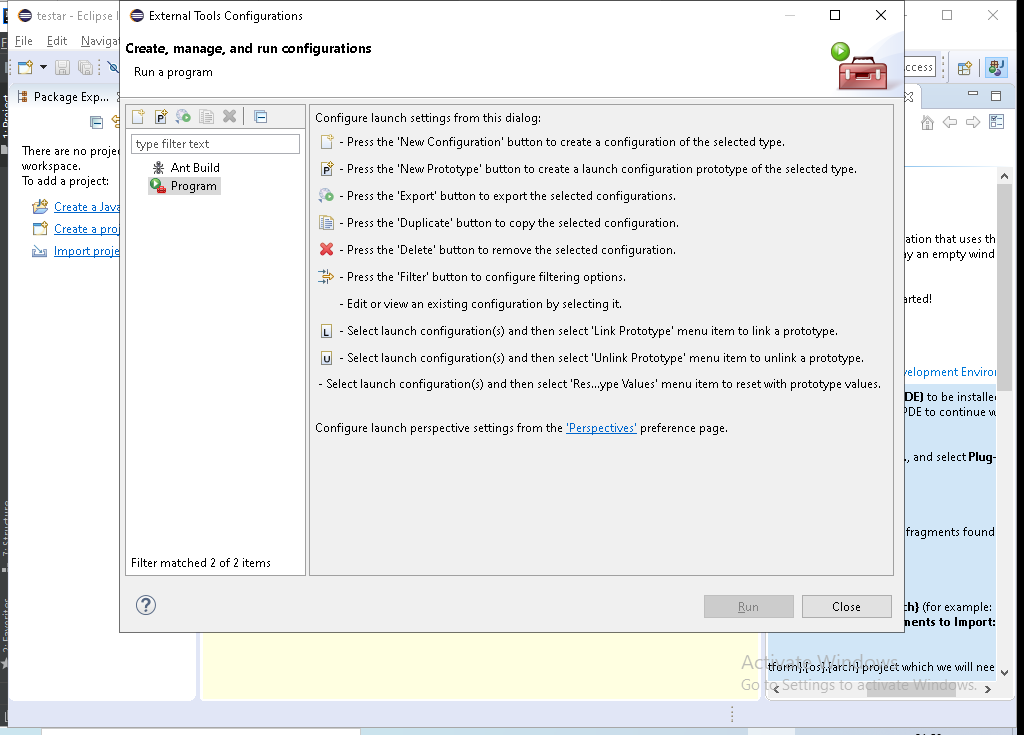 testar - Eclipse I
External Tools Configurations
File Edit Navigat
Create, manage, and run configurations
Run a program
ccess
Package Exp...
Configure launch settings from this dialog:
type filter text
- Press the 'New Configuration' button to create a configuration of the selected type.
There are no projec
workspace.
To add a project:
Ant Build
- Press the 'New Prototype' button to create a launch configuration prototype of the selected type.
Program
- Press the 'Export' button to export the selected configurations.
Create a Java
- Press the 'Duplicate' button to copy the selected configuration.
Create a proj
ation that uses th
Import proje
- Press the 'Delete' button to remove the selected configuration.
ay an empty wind
- Press the 'Filter' button to configure filtering options.
- Edit or view an existing configuration by selecting it.
arted!
L - Select launch configuration(s) and then select 'Link Prototype' menu item to link a prototype.
U - Select launch configuration(s) and then select 'Unlink Prototype' menu item to unlink a prototype.
velopment Enviror
- Select launch configuration(s) and then select 'Res...ype Values' menu item to reset with prototype values.
DE) to be installe
PDE to continue w
Configure launch perspective settings from the 'Perspectives' preference page.
., and select Plug-
fragments found
Filter matched 2 of 2 items
Run
Close
ch} (for example:
nents to Import:
Activate Windows
tform}.{os}.{arch} project which we will nee
Go to Settings to activate Windows.
1: Project
7: Structure
2: Favorites